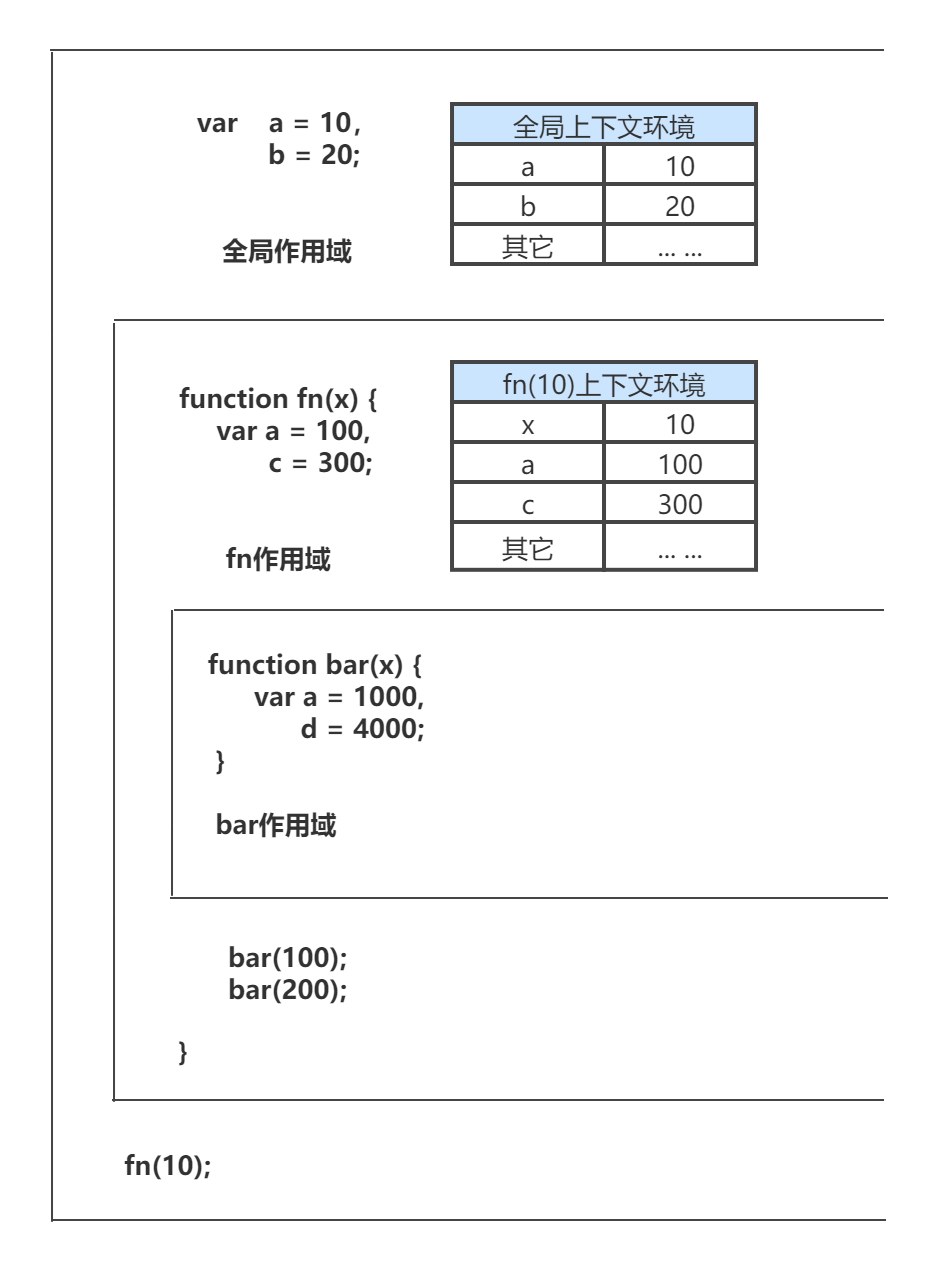 var a = 10,
b = 20;
全局作用域
全局上下文环境
a 10
b 20
其它 ... ...
function fn(x) {
var a = 100,
c = 300;
fn作用域
fn(10)上下文环境
x 10
a 100
c 300
其它 ... ...
function bar(x) {
var a = 1000,
d = 4000;
}
bar作用域
bar(100);
bar(200);
}
fn(10);